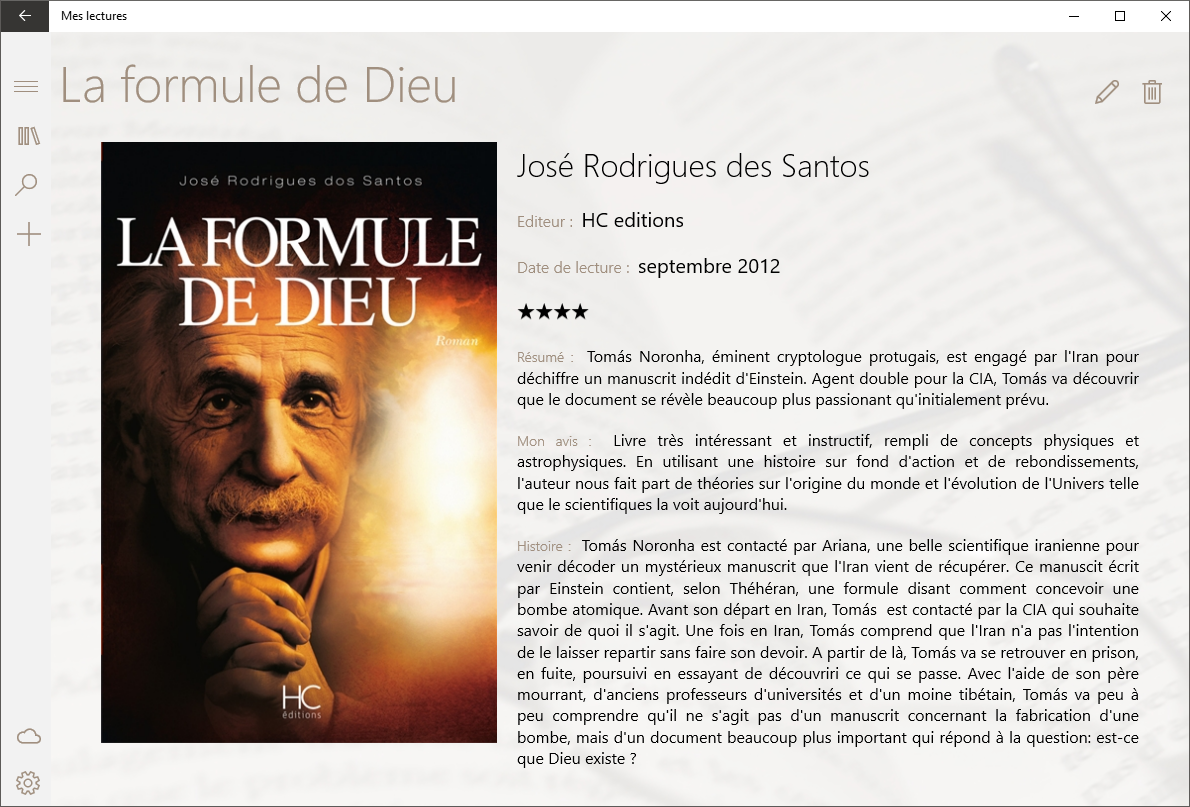 Mes lectures
La formule de Dieu
José Rodrigues dos Santos
LA FORMULE
DE DIEU
Roman
HC
éditions
José Rodrigues des Santos
Editeur : HC editions
Date de lecture : septembre 2012
★★★★
Résumé : Tomás Noronha, éminent cryptologue protugais, est engagé par l'Iran pour
déchiffre un manuscrit indédit d'Einstein. Agent double pour la CIA, Tomás va découvrir
que le document se révèle beaucoup plus passionant qu'initialement prévu.
Mon avis : Livre très intéressant et instructif, rempli de concepts physiques et
astrophysiques. En utilisant une histoire sur fond d'action et de rebondissements,
l'auteur nous fait part de théories sur l'origine du monde et l'évolution de l'Univers telle
que le scientifiques la voit aujourd'hui.
Histoire : Tomás Noronha est contacté par Ariana, une belle scientifique iranienne pour
venir décoder un mystérieux manuscrit que l'Iran vient de récupérer. Ce manuscit écrit
par Einstein contient, selon Théhéran, une formule disant comment concevoir une
bombe atomique. Avant son départ en Iran, Tomás est contacté par la CIA qui souhaite
savoir de quoi il s'agit. Une fois en Iran, Tomás comprend que l'Iran n'a pas l'intention
de le laisser repartir sans faire son devoir. A partir de là, Tomás va se retrouver en prison,
en fuite, poursuivi en essayant de découvriri ce qui se passe. Avec l'aide de son père
mourrant, d'anciens professeurs d'universités et d'un moine tibétain, Tomás va peu à
peu comprendre qu'il ne s'agit pas d'un manuscrit concernant la fabrication d'une
bombe, mais d'un document beaucoup plus important qui répond à la question: est-ce
que Dieu existe ?